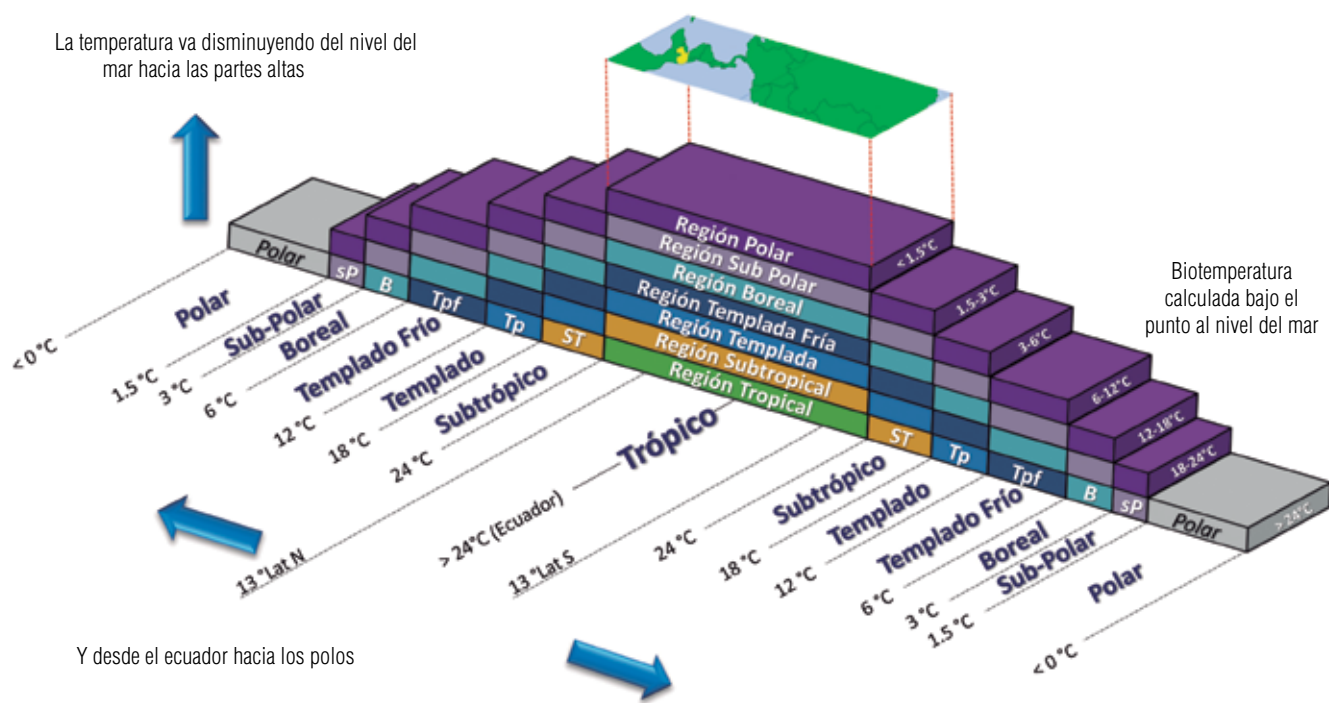 La temperatura va disminuyendo del nivel del
mar hacia las partes altas
Biotemperatura
calculada bajo el
punto al nivel del mar
Región Polar
Región Sub Polar
Región Boreal
Región Templada Fría
Región Templada
Región Subtropical
Región Tropical
< 1.5°C
1.5-3°C
3-6°C
6-12°C
12-18°C
18-24°C
> 24°C
Polar
sP
B
Tpf
Tp
ST
ST
Tp
Tpf
B
sP
Polar
< 0 °C
Polar
1.5 °C
Sub-Polar
3 °C
Boreal
6 °C
Templado Frío
12 °C
Templado
18 °C
Subtrópico
24 °C
13 °Lat N
> 24°C (Ecuador)
Trópico
13 °Lat S
24 °C
Subtrópico
18 °C
Templado
12 °C
Templado Frío
6 °C
Boreal
3 °C
Sub-Polar
1.5 °C
Polar
< 0 °C
Y desde el ecuador hacia los polos